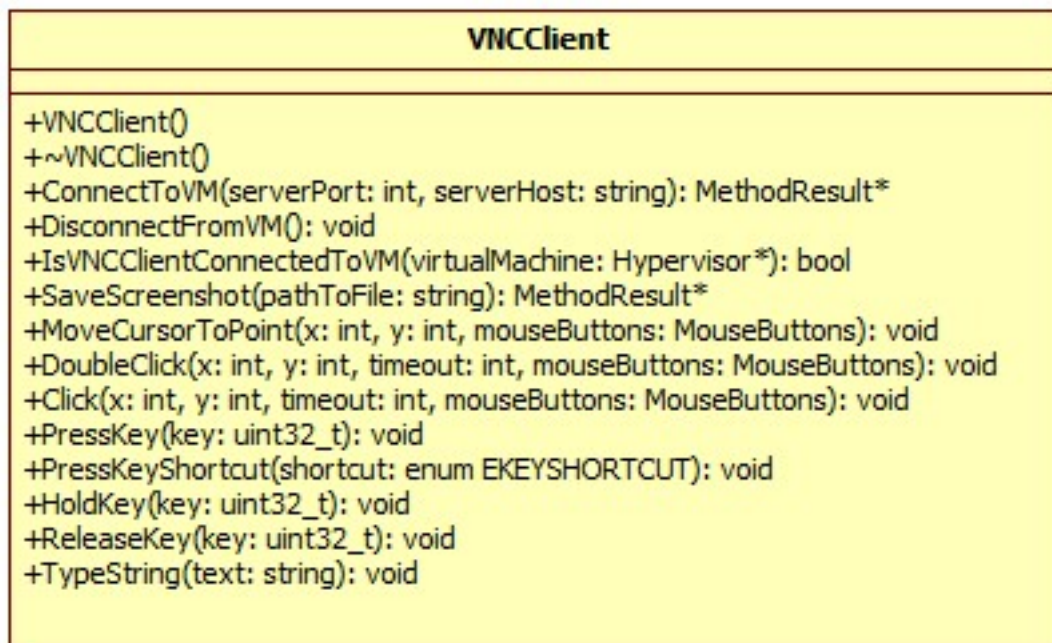 VNCClient
+VNCClient()
+~VNCClient()
+ConnectToVM(serverPort: int, serverHost: string): MethodResult*
+DisconnectFromVM(): void
+IsVNCClientConnectedToVM(virtualMachine: Hypervisor*): bool
+SaveScreenshot(pathToFile: string): MethodResult*
+MoveCursorToPoint(x: int, y: int, mouseButtons: MouseButtons): void
+DoubleClick(x: int, y: int, timeout: int, mouseButtons: MouseButtons): void
+Click(x: int, y: int, timeout: int, mouseButtons: MouseButtons): void
+PressKey(key: uint32_t): void
+PressKeyShortcut(shortcut: enum EKEYSHORTCUT): void
+HoldKey(key: uint32_t): void
+ReleaseKey(key: uint32_t): void
+TypeString(text: string): void